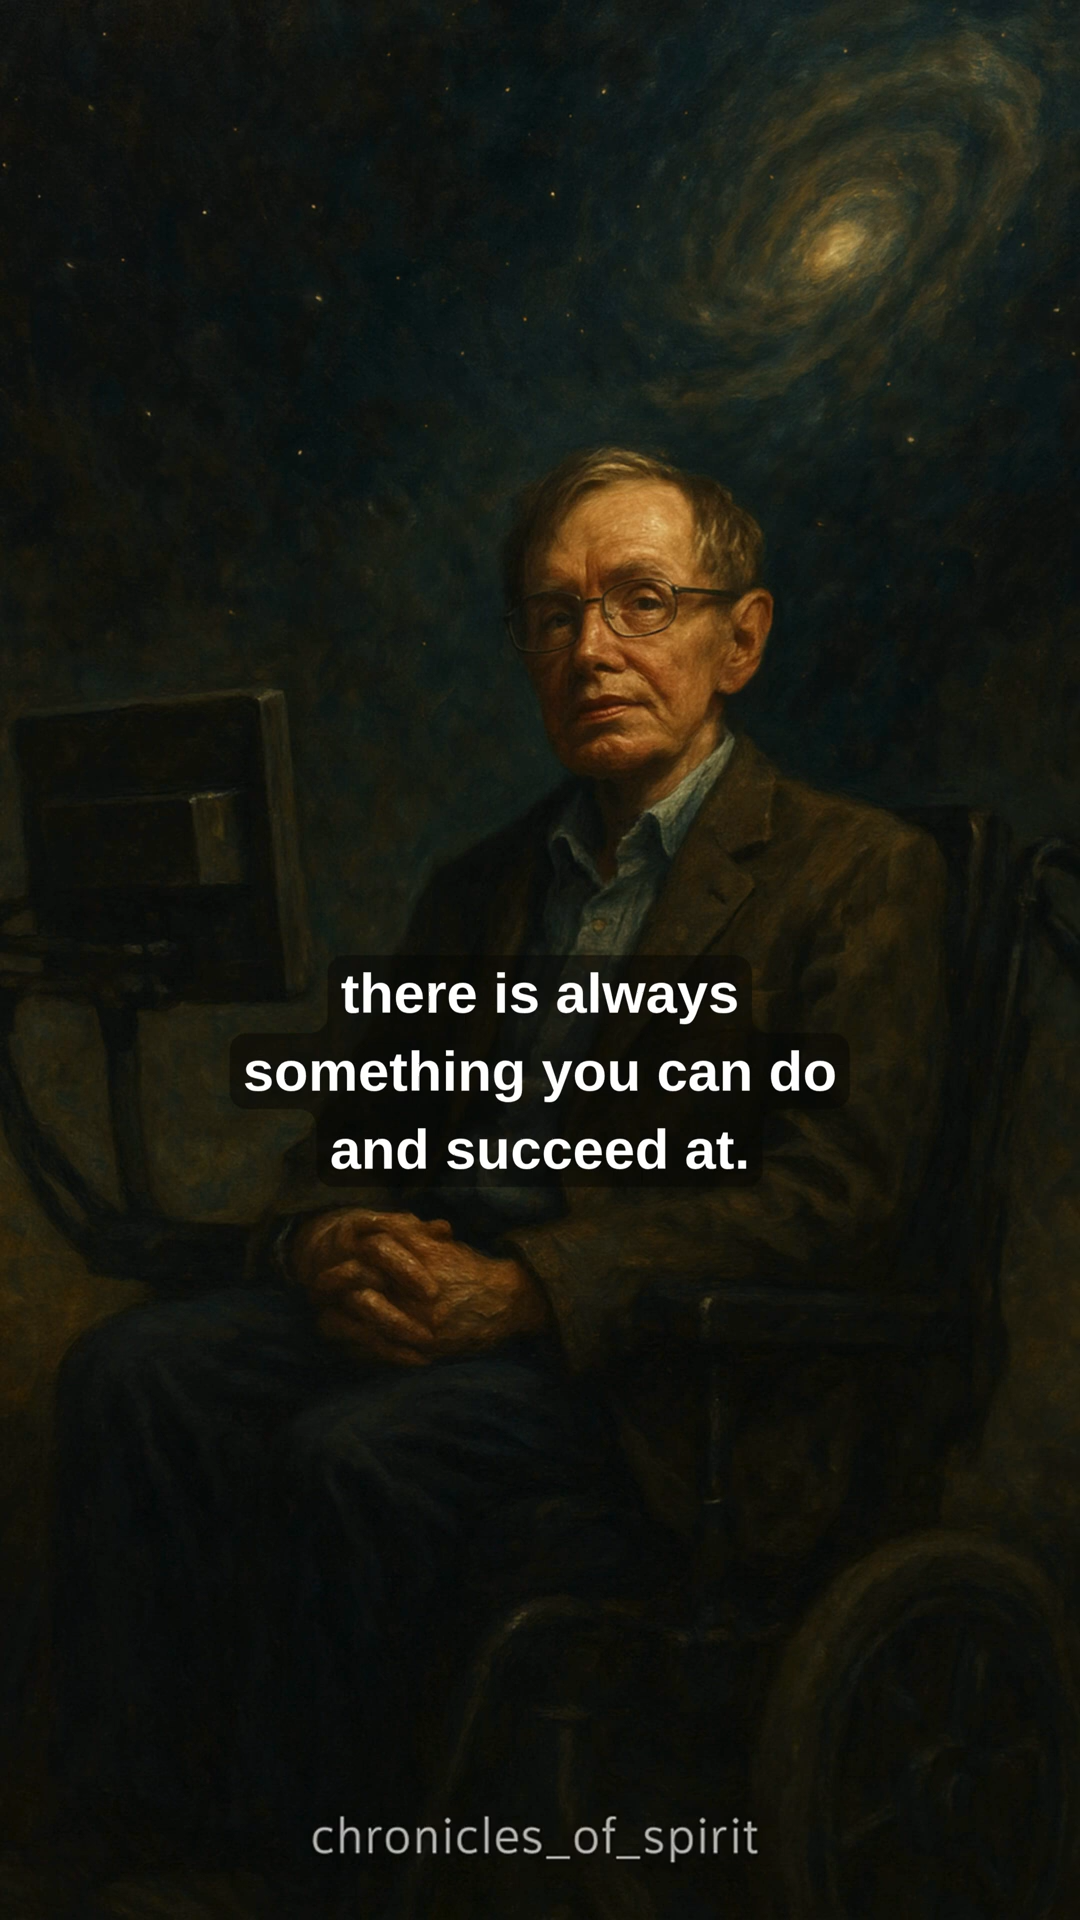 there is always
something you can do
and succeed at.
chronicles_of_spirit